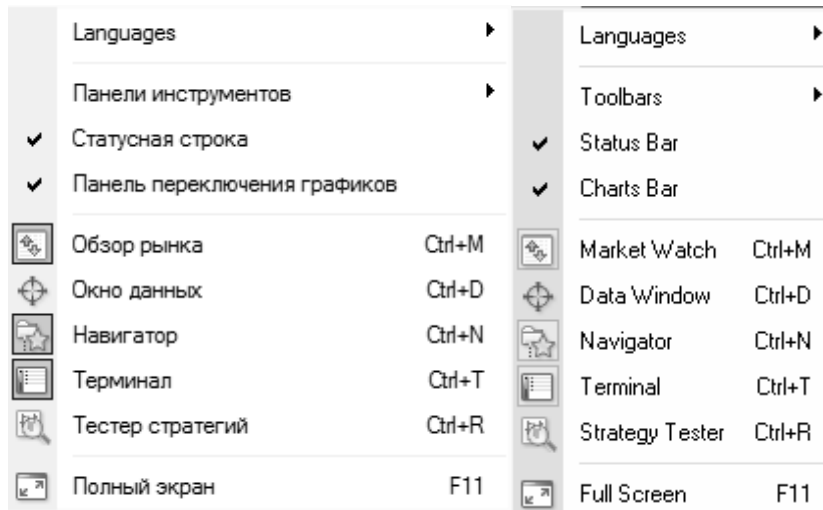 Languages
Панели инструментов
Статусная строка
Панель переключения графиков
Обзор рынка Ctrl+M
Окно данных Ctrl+D
Навигатор Ctrl+N
Терминал Ctrl+T
Тестер стратегий Ctrl+R
Полный экран F11
Languages
Toolbars
Status Bar
Charts Bar
Market Watch Ctrl+M
Data Window Ctrl+D
Navigator Ctrl+N
Terminal Ctrl+T
Strategy Tester Ctrl+R
Full Screen F11